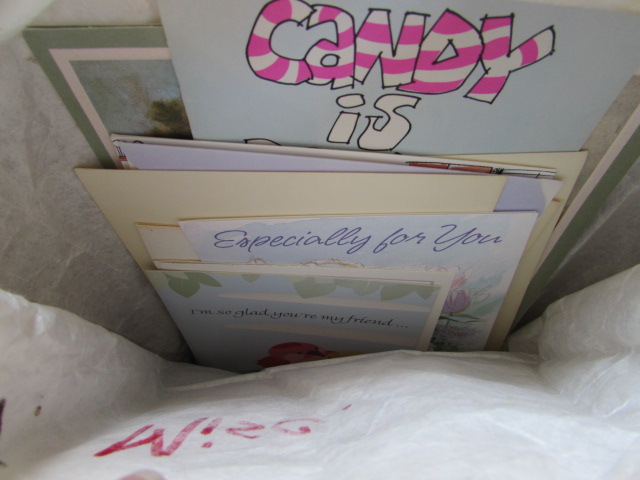 CANDY
is
Especially for You
I'm so glad you're my friend...